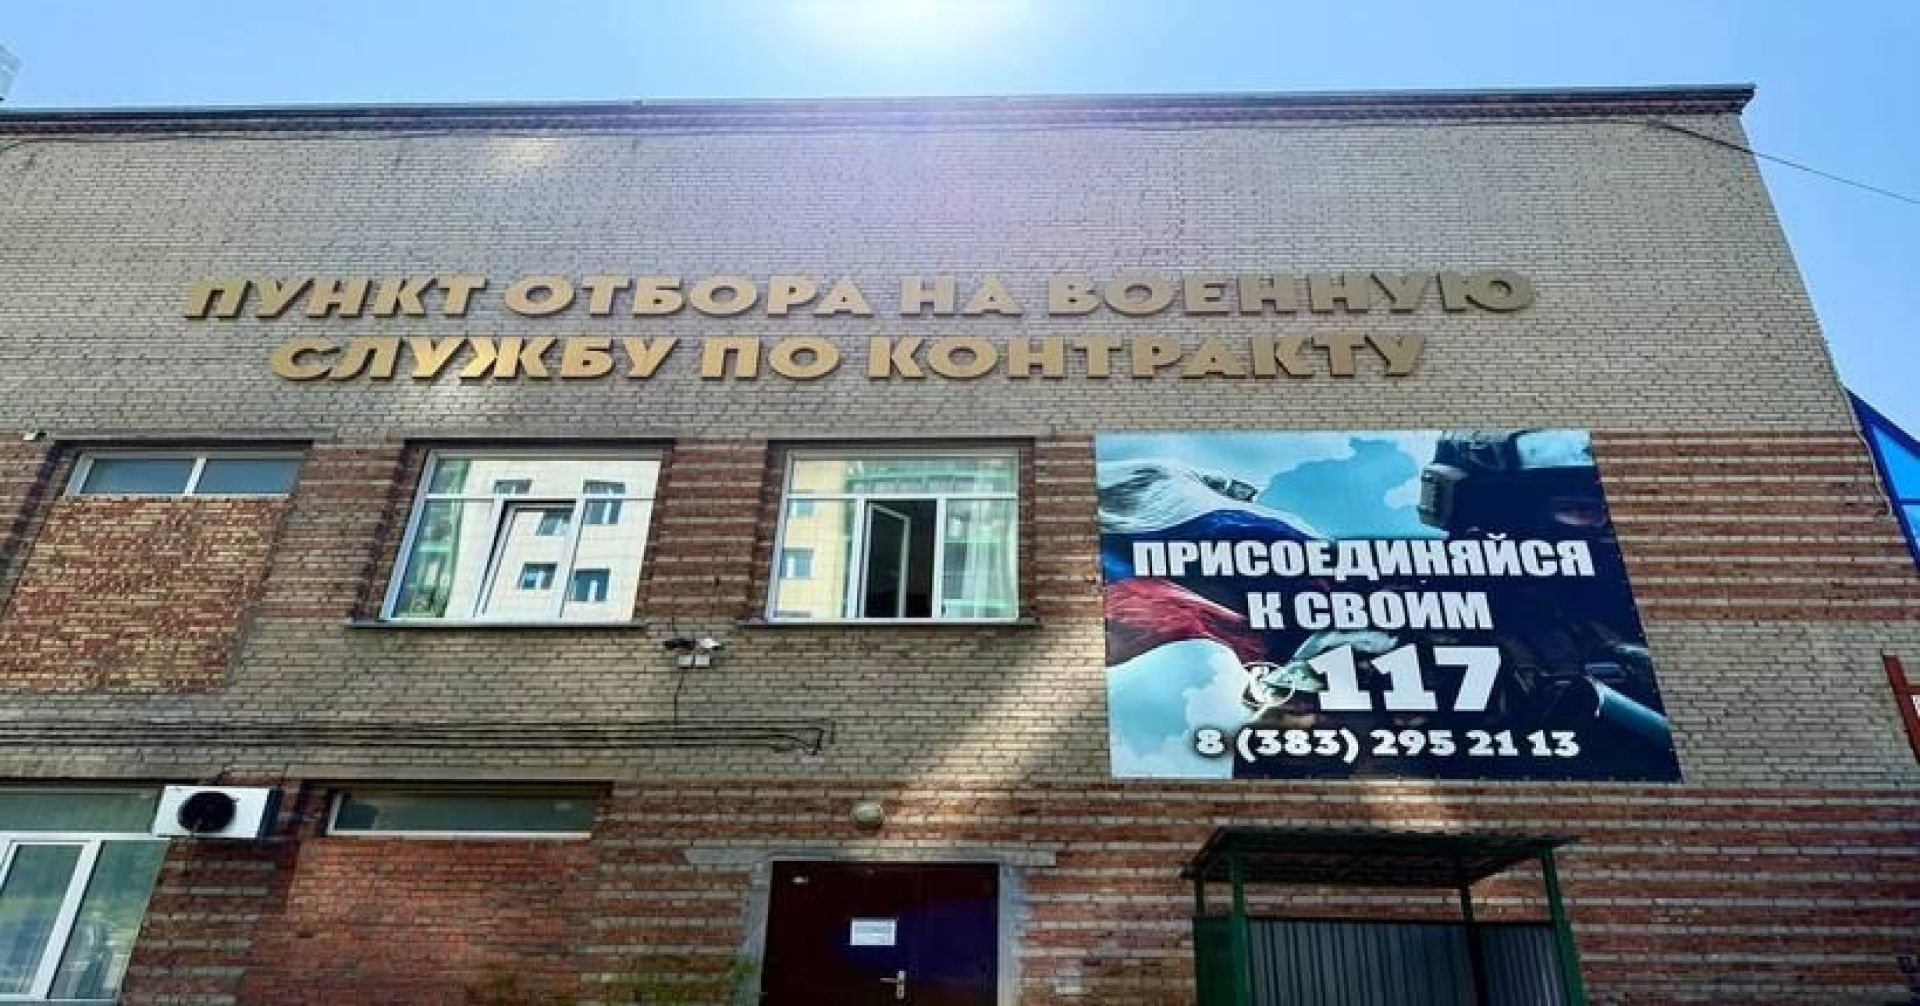 ПУНКТ ОТБОРА НА ВОЕННУЮ
СЛУЖБУ ПО КОНТРАКТУ
ПРИСОЕДИНЯЙСЯ
К СВОИМ
117
8 (383) 295 21 13